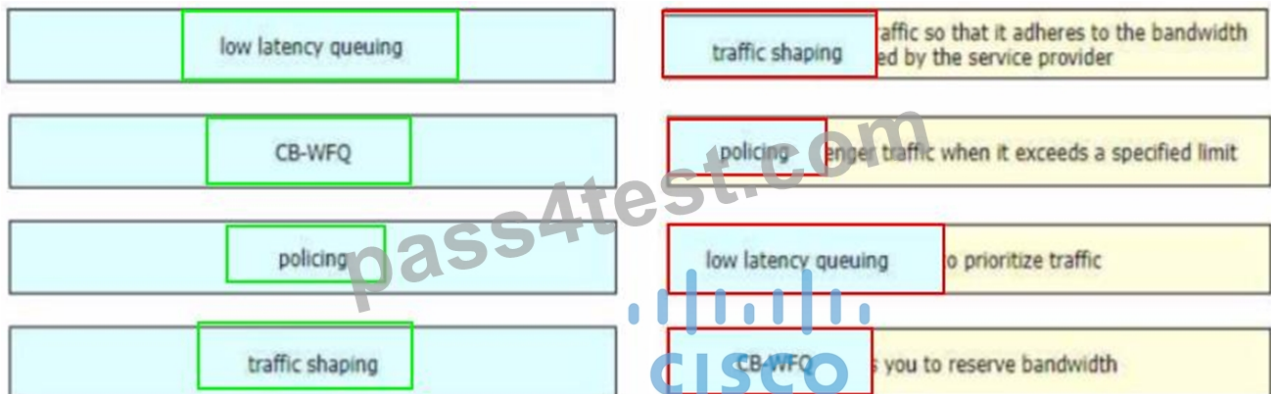 low latency queuing
traffic shaping
raffic so that it adheres to the bandwidth
ed by the service provider
CB-WFQ
policing enger traffic when it exceeds a specified limit
pass4test.com
policing
low latency queuing o prioritize traffic
traffic shaping
CISCO
CB-WFQ s you to reserve bandwidth